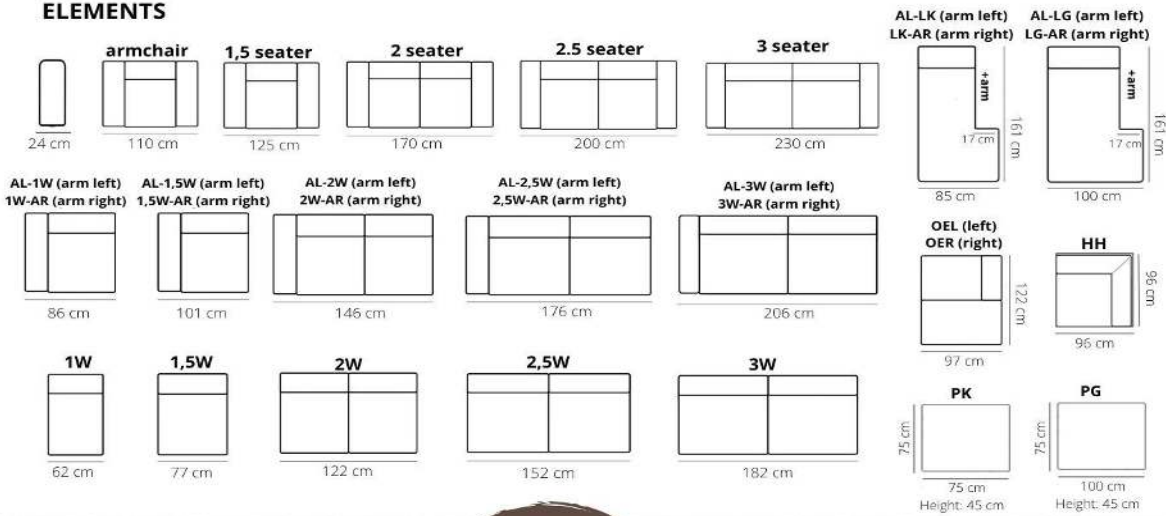 ELEMENTS
24 cm
armchair
110 cm
1,5 seater
125 cm
2 seater
170 cm
2.5 seater
200 cm
3 seater
230 cm
AL-LK (arm left)
LK-AR (arm right)
+arm
17 cm
161 cm
85 cm
AL-LG (arm left)
LG-AR (arm right)
+arm
17 cm
161 cm
100 cm
AL-1W (arm left)
1W-AR (arm right)
86 cm
AL-1,5W (arm left)
1,5W-AR (arm right)
101 cm
AL-2W (arm left)
2W-AR (arm right)
146 cm
AL-2,5W (arm left)
2,5W-AR (arm right)
176 cm
AL-3W (arm left)
3W-AR (arm right)
206 cm
OEL (left)
OER (right)
122 cm
97 cm
HH
96 cm
96 cm
1W
62 cm
1,5W
77 cm
2W
122 cm
2,5W
152 cm
3W
182 cm
PK
75 cm
75 cm
Height: 45 cm
PG
75 cm
100 cm
Height: 45 cm